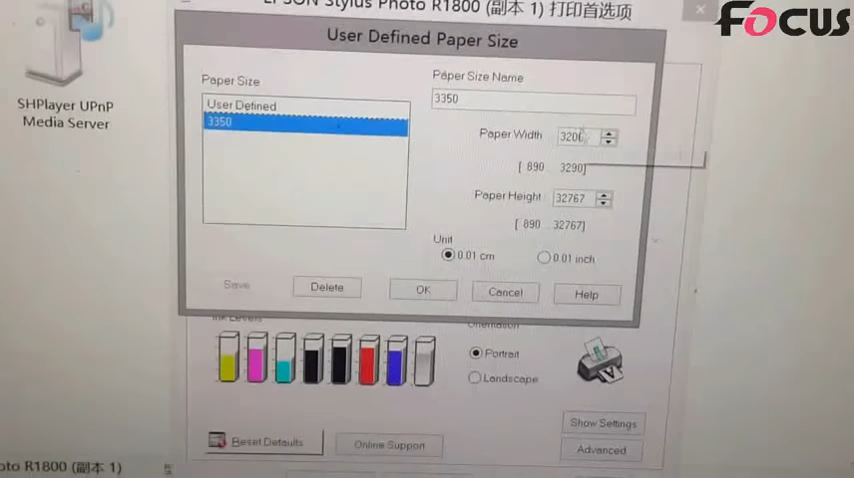 EPSON Stylus Photo R1800 (副本 1) 打印首选项
FOCUS
User Defined Paper Size
SHPlayer UPnP
Media Server
Paper Size
User Defined
3350
Paper Size Name
3350
Paper Width
3200
[ 890 ... 3290]
Paper Height
32767
[ 890 ... 32767]
Unit
0.01 cm
0.01 inch
Save
Delete
OK
Cancel
Help
Ink Levels
Orientation
Portrait
Landscape
Reset Defaults
Online Support
Show Settings
Advanced
oto R1800 (副本 1)